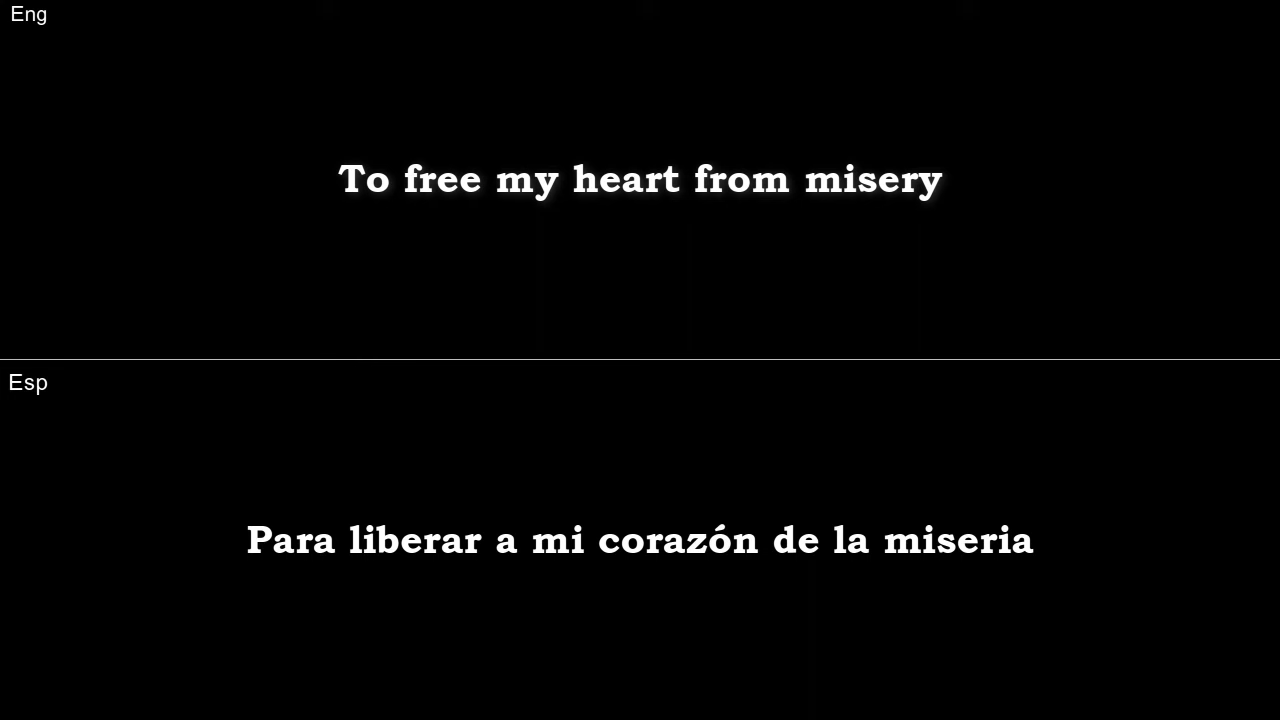 Eng
To free my heart from misery
Esp
Para liberar a mi corazón de la miseria